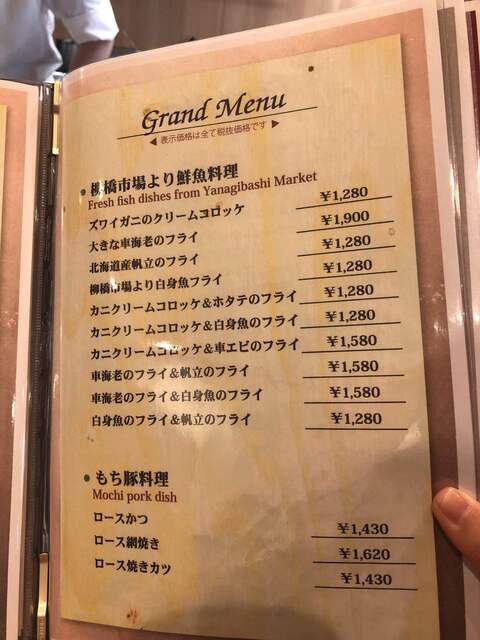 Grand Menu
◀ 表示価格は全て税抜価格です ▶
• 柳橋市場より鮮魚料理
Fresh fish dishes from Yanagibashi Market
ズワイガニのクリームコロッケ ¥1,280
大きな車海老のフライ ¥1,900
北海道産帆立のフライ ¥1,280
柳橋市場より白身魚フライ ¥1,280
カニクリームコロッケ&ホタテのフライ ¥1,280
カニクリームコロッケ&白身魚のフライ ¥1,280
カニクリームコロッケ&車エビのフライ ¥1,580
車海老のフライ&帆立のフライ ¥1,580
車海老のフライ&白身魚のフライ ¥1,580
白身魚のフライ&帆立のフライ ¥1,280
• もち豚料理
Mochi pork dish
ロースかつ ¥1,430
ロース網焼き ¥1,620
ロース焼きカツ ¥1,430